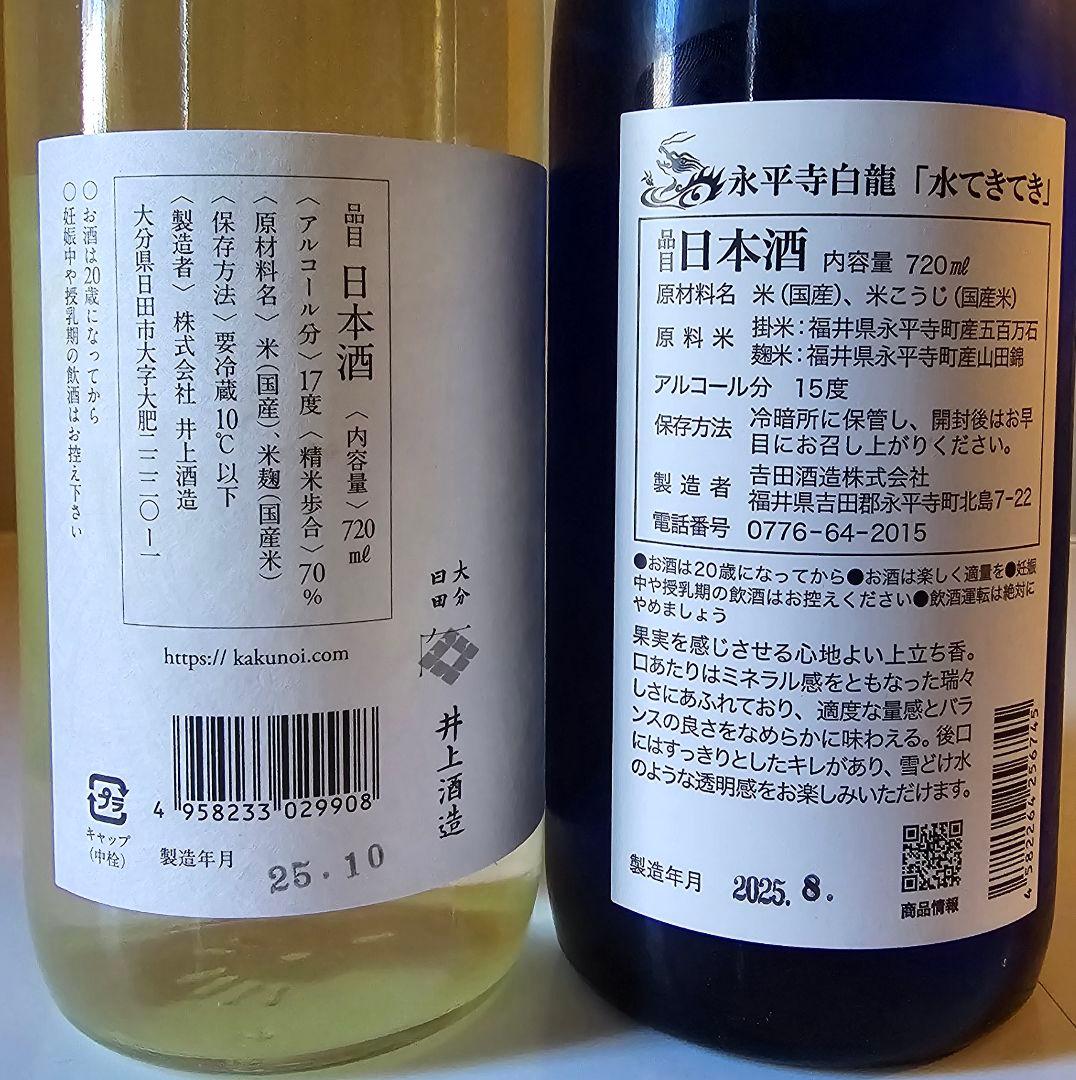 品目 日本酒 〈内容量〉720㎖
〈アルコール分〉17度〈精米歩合〉70%
〈原材料名〉米(国産)、米麹(国産米)
〈保存方法〉要冷蔵10℃以下
〈製造者〉株式会社 井上酒造
大分県日田市大字大肥二二二〇ー一
○お酒は20歳になってから
○妊娠中や授乳期の飲酒はお控え下さい
https:// kakunoi.com
大分
日田
井上酒造
プラ
キャップ
(中栓)
4 958233 029908
製造年月 25.10
永平寺白龍「水てきてき」
品目 日本酒 内容量 720㎖
原材料名 米(国産)、米こうじ(国産米)
原料米 掛米:福井県永平寺町産五百万石
麹米:福井県永平寺町産山田錦
アルコール分 15度
保存方法 冷暗所に保管し、開封後はお早
目にお召し上がりください。
製造者 吉田酒造株式会社
福井県吉田郡永平寺町北島7-22
電話番号 0776-64-2015
●お酒は20歳になってから●お酒は楽しく適量を●妊娠
中や授乳期の飲酒はお控えください●飲酒運転は絶対に
やめましょう
果実を感じさせる心地よい上立ち香。
口あたりはミネラル感をともなった瑞々
しさにあふれており、適度な量感とバラ
ンスの良さをなめらかに味わえる。後口
にはすっきりとしたキレがあり、雪どけ水
のような透明感をお楽しみいただけます。
4 582264 256745
製造年月 2025. 8.
商品情報